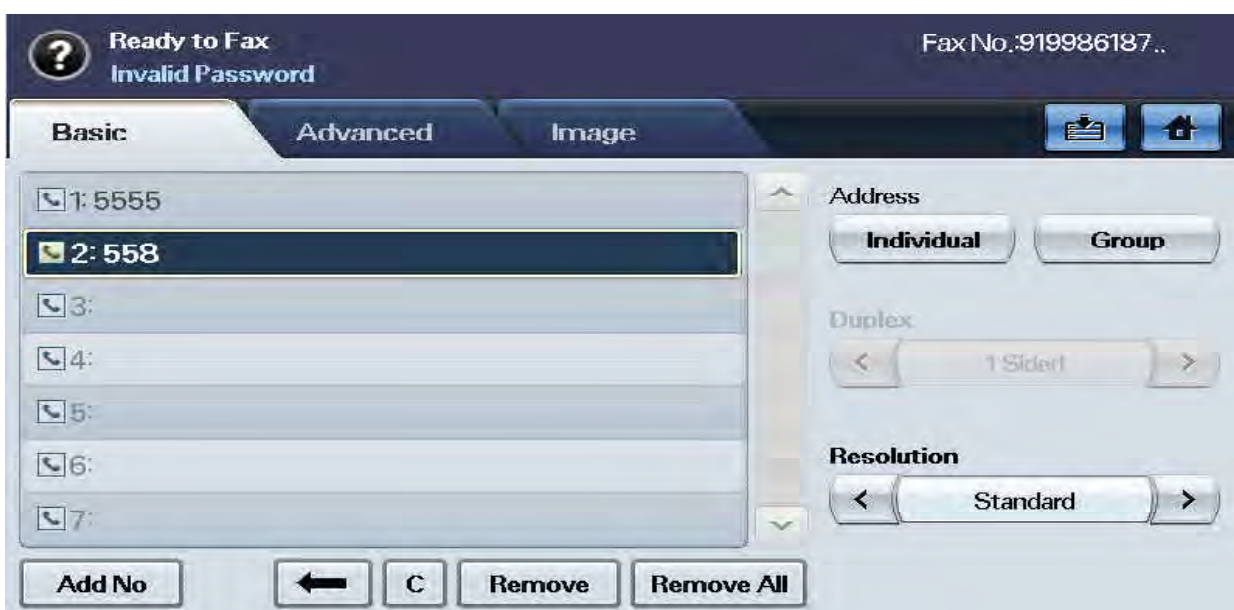 ?
Ready to Fax
Fax No.:919986187..
Invalid Password
Basic
Advanced
Image
1: 5555
2: 558
3:
4:
5:
6:
7:
Address
Individual
Group
Duplex
< 1 Sided >
Resolution
< Standard >
Add No
C
Remove
Remove All